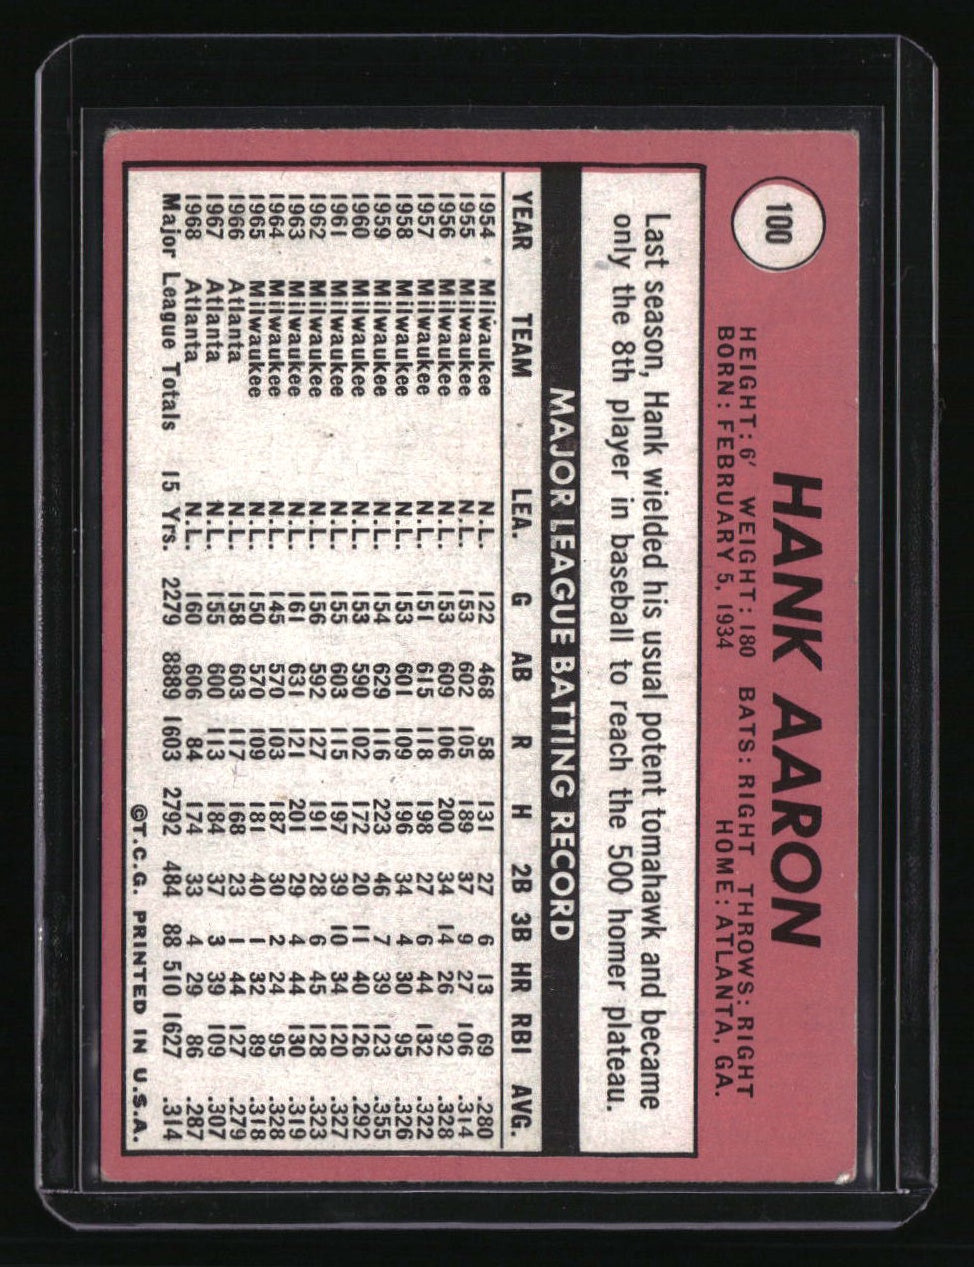 100
HANK AARON
HEIGHT: 6' WEIGHT: 180 BATS: RIGHT THROWS: RIGHT
BORN: FEBRUARY 5, 1934 HOME: ATLANTA, GA.
Last season, Hank wielded his usual potent tomahawk and became
only the 8th player in baseball to reach the 500 homer plateau.
MAJOR LEAGUE BATTING RECORD
YEAR TEAM LEA. G AB R H 2B 3B HR RBI AVG.
1954 Milwaukee N.L. 122 468 58 131 27 6 13 69 .280
1955 Milwaukee N.L. 153 602 105 189 37 9 27 106 .314
1956 Milwaukee N.L. 153 609 106 200 34 14 26 92 .328
1957 Milwaukee N.L. 151 615 118 198 27 6 44 132 .322
1958 Milwaukee N.L. 153 601 109 196 34 4 30 95 .326
1959 Milwaukee N.L. 154 629 116 223 46 7 39 123 .355
1960 Milwaukee N.L. 153 590 102 172 20 11 40 126 .292
1961 Milwaukee N.L. 155 603 115 197 39 10 34 120 .327
1962 Milwaukee N.L. 156 592 127 191 28 6 45 128 .323
1963 Milwaukee N.L. 161 631 121 201 29 4 44 130 .319
1964 Milwaukee N.L. 145 570 103 187 30 2 24 95 .328
1965 Milwaukee N.L. 150 570 109 181 40 1 32 89 .318
1966 Atlanta N.L. 158 603 117 168 23 1 44 127 .279
1967 Atlanta N.L. 155 600 113 184 37 3 39 109 .307
1968 Atlanta N.L. 160 606 84 174 33 4 29 86 .287
Major League Totals 15 Yrs. 2279 8889 1603 2792 484 88 510 1627 .314
©T.C.G. PRINTED IN U.S.A.